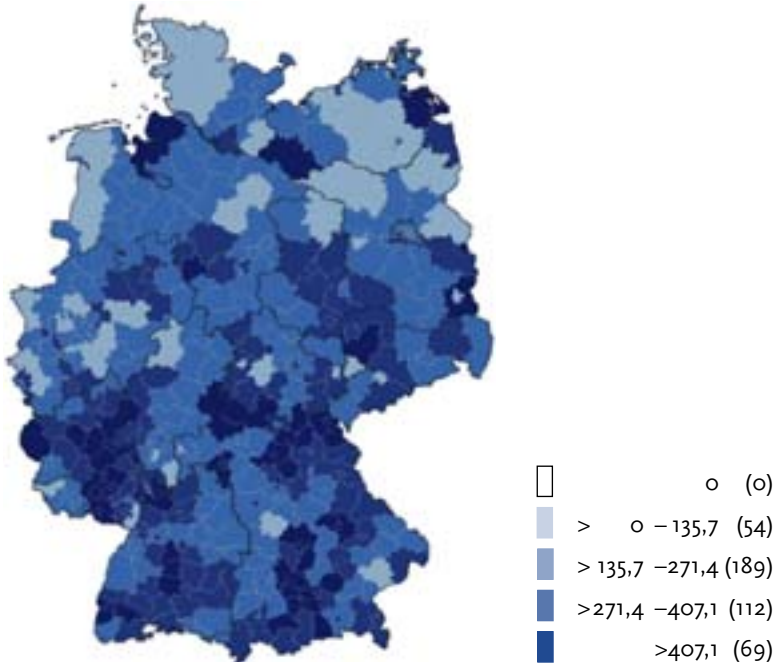 0 (0)
> 0 –135,7 (54)
> 135,7 –271,4 (189)
>271,4 –407,1 (112)
>407,1 (69)